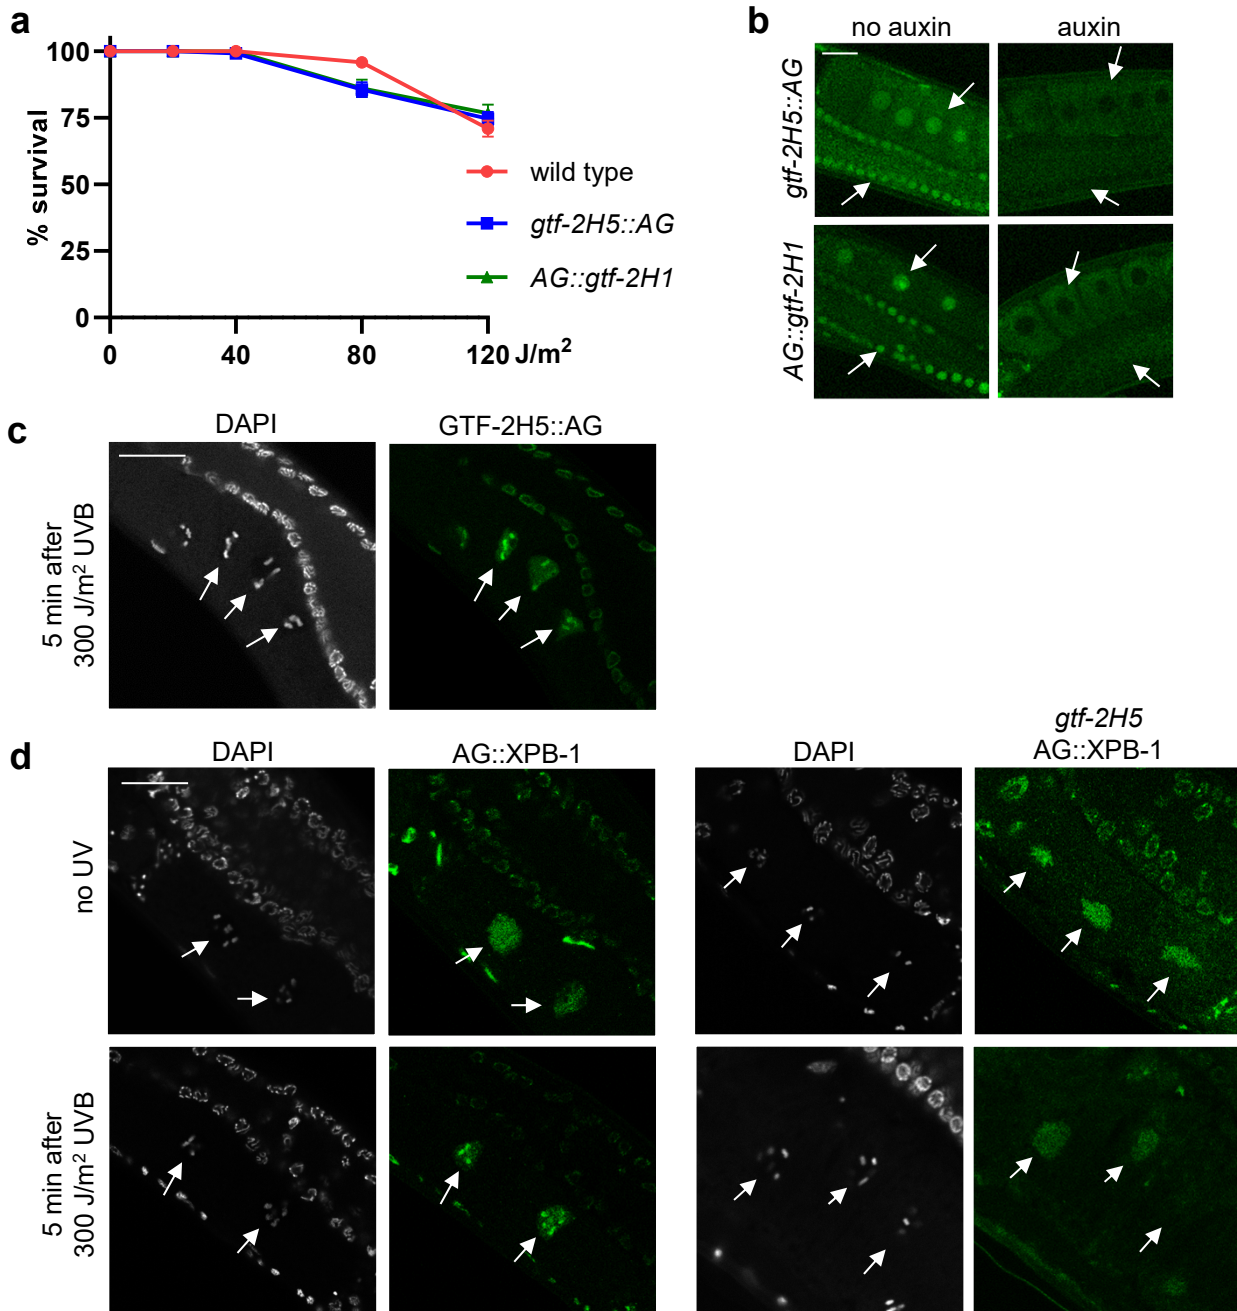 a
100
75
50
25
0
% survival
0
40
80
120 J/m²
wild type
gtf-2H5::AG
AG::gtf-2H1
b
no auxin
auxin
gtf-2H5::AG
AG::gtf-2H1
c
DAPI
GTF-2H5::AG
5 min after
300 J/m² UVB
d
DAPI
AG::XPB-1
DAPI
gtf-2H5
AG::XPB-1
no UV
5 min after
300 J/m² UVB